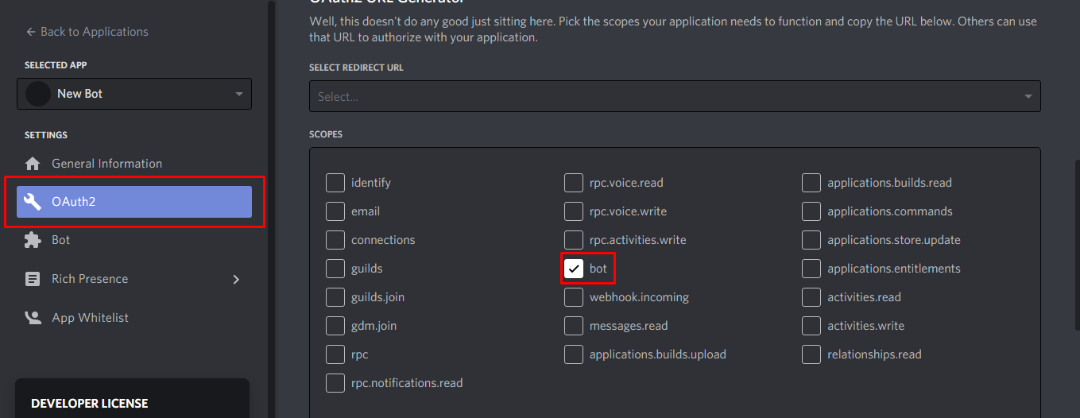 ← Back to Applications
SELECTED APP
New Bot
SETTINGS
General Information
OAuth2
Bot
Rich Presence
App Whitelist
DEVELOPER LICENSE
OAuth2 URL Generator
Well, this doesn't do any good just sitting here. Pick the scopes your application needs to function and copy the URL below. Others can use
that URL to authorize with your application.
SELECT REDIRECT URL
Select...
SCOPES
identify
email
connections
guilds
guilds.join
gdm.join
rpc
rpc.notifications.read
rpc.voice.read
rpc.voice.write
rpc.activities.write
bot
webhook.incoming
messages.read
applications.builds.upload
applications.builds.read
applications.commands
applications.store.update
applications.entitlements
activities.read
activities.write
relationships.read